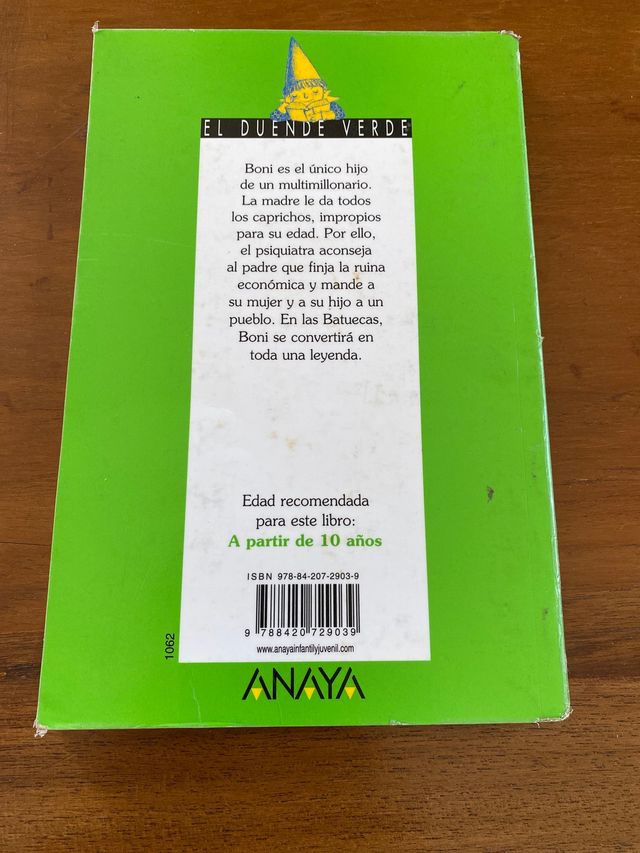 EL DUENDE VERDE
Boni es el único hijo
de un multimillonario.
La madre le da todos
los caprichos, impropios
para su edad. Por ello,
el psiquiatra aconseja
al padre que finja la ruina
económica y mande a
su mujer y a su hijo a un
pueblo. En las Batuecas,
Boni se convertirá en
toda una leyenda.
Edad recomendada
para este libro:
A partir de 10 años
ISBN 978-84-207-2903-9
9 788420 729039
www.anayainfantilyjuvenil.com
1062
ANAYA